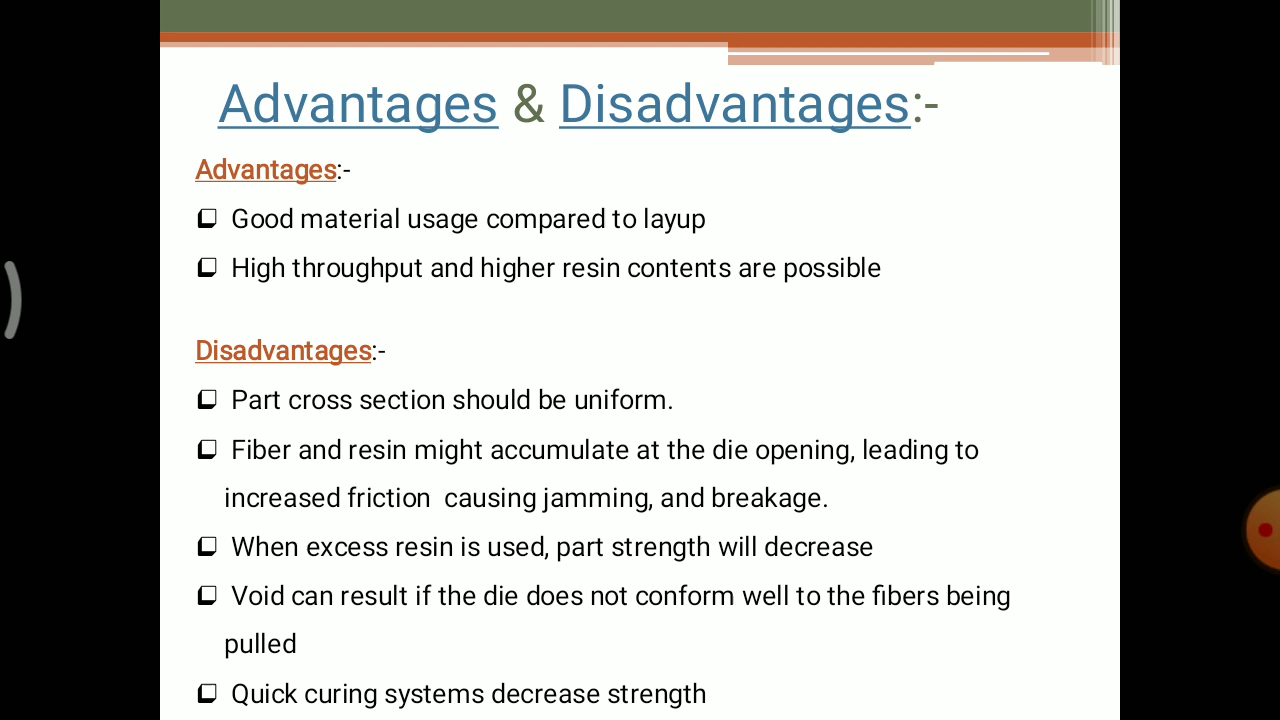 Advantages & Disadvantages:-
Advantages:-
❑ Good material usage compared to layup
❑ High throughput and higher resin contents are possible
Disadvantages:-
❑ Part cross section should be uniform.
❑ Fiber and resin might accumulate at the die opening, leading to
increased friction  causing jamming, and breakage.
❑ When excess resin is used, part strength will decrease
❑ Void can result if the die does not conform well to the fibers being
pulled
❑ Quick curing systems decrease strength